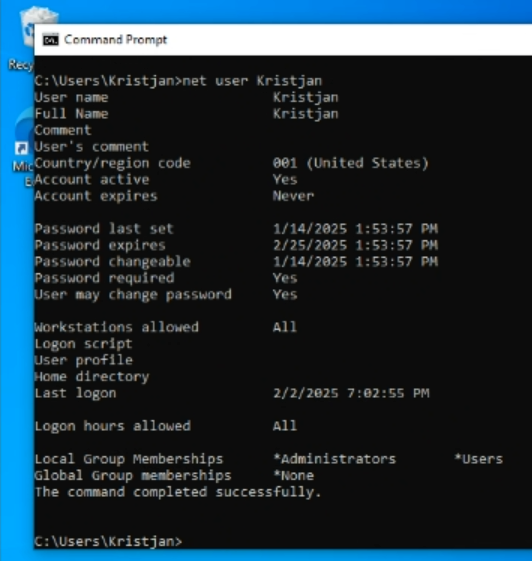 Command Prompt
C:\Users\Kristjan>net user Kristjan
User name Kristjan
Full Name Kristjan
Comment
User's comment
Country/region code 001 (United States)
Account active Yes
Account expires Never
Password last set 1/14/2025 1:53:57 PM
Password expires 2/25/2025 1:53:57 PM
Password changeable 1/14/2025 1:53:57 PM
Password required Yes
User may change password Yes
Workstations allowed All
Logon script
User profile
Home directory
Last logon 2/2/2025 7:02:55 PM
Logon hours allowed All
Local Group Memberships *Administrators *Users
Global Group memberships *None
The command completed successfully.
C:\Users\Kristjan>
Recy
Mic
E